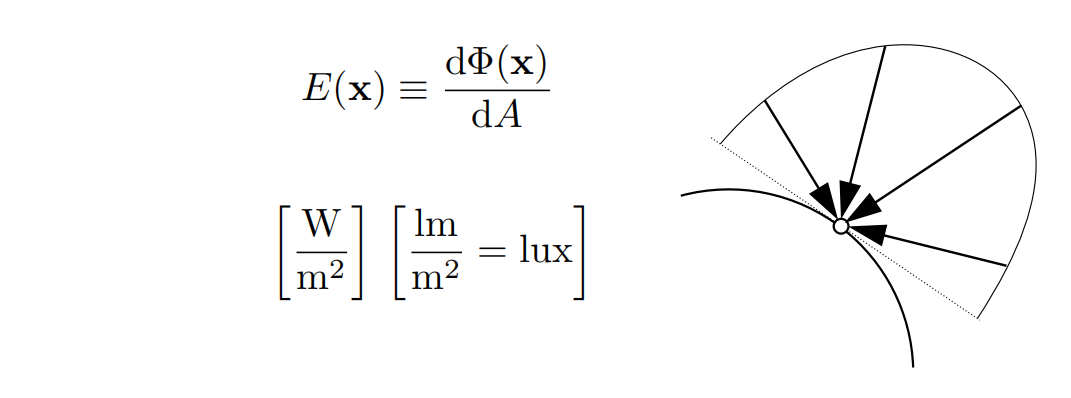 E(x) ≡ dΦ(x) / dA
[W / m²] [lm / m² = lux]